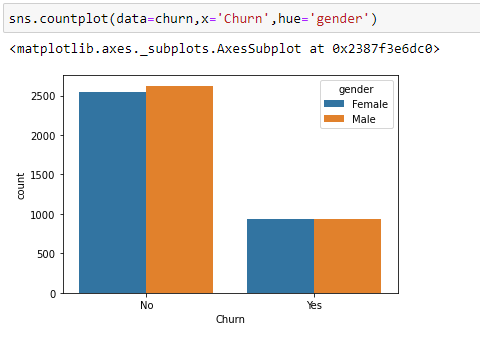 sns.countplot(data=churn,x='Churn',hue='gender')
<matplotlib.axes._subplots.AxesSubplot at 0x2387f3e6dc0>
gender
Female
Male
2500
2000
1500
1000
500
0
count
No Yes
Churn